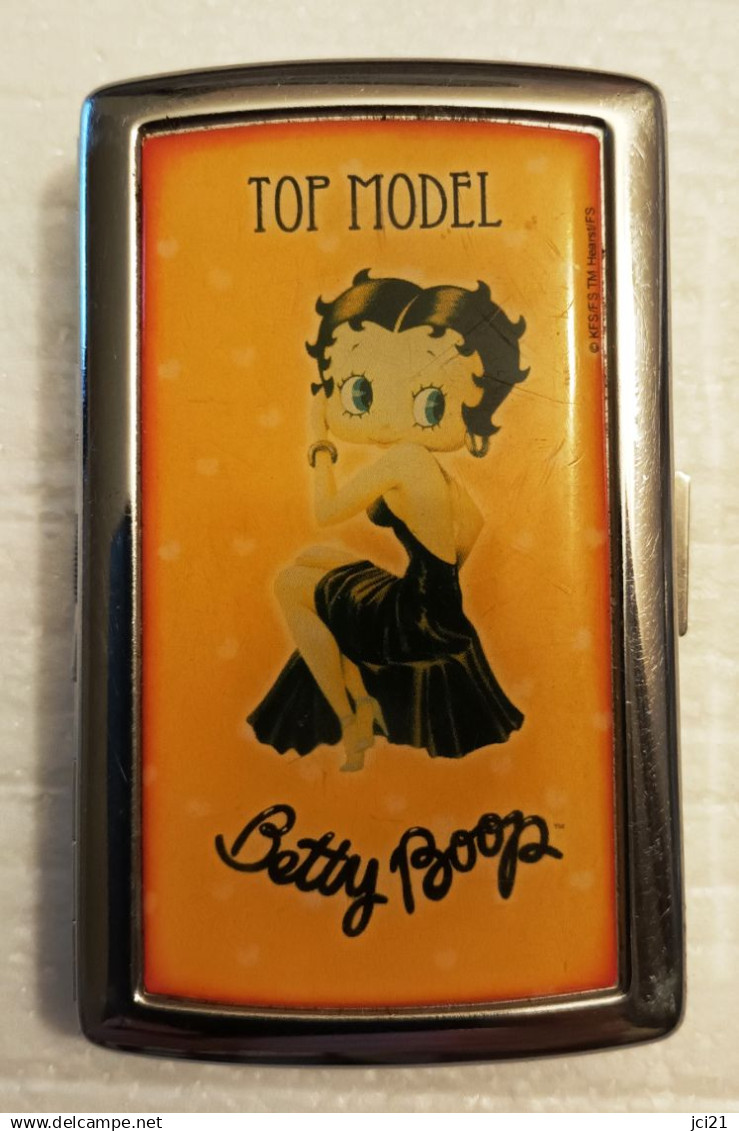 TOP MODEL
© KFS/FS TM Hearst/FS
Betty Boop™
www.delcampe.net
jci21